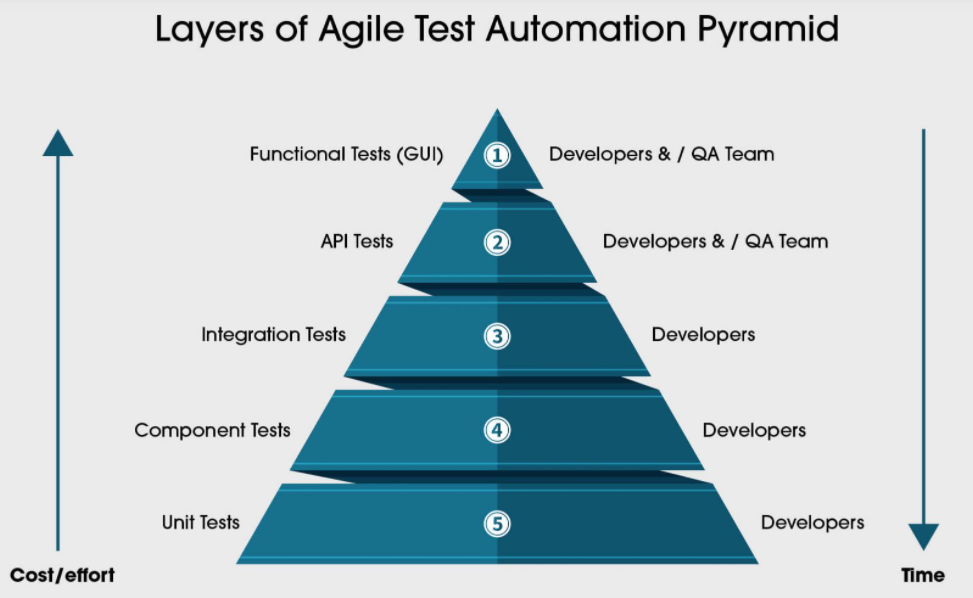 Layers of Agile Test Automation Pyramid
Functional Tests (GUI) 1 Developers & / QA Team
API Tests 2 Developers & / QA Team
Integration Tests 3 Developers
Component Tests 4 Developers
Unit Tests 5 Developers
Cost/effort Time